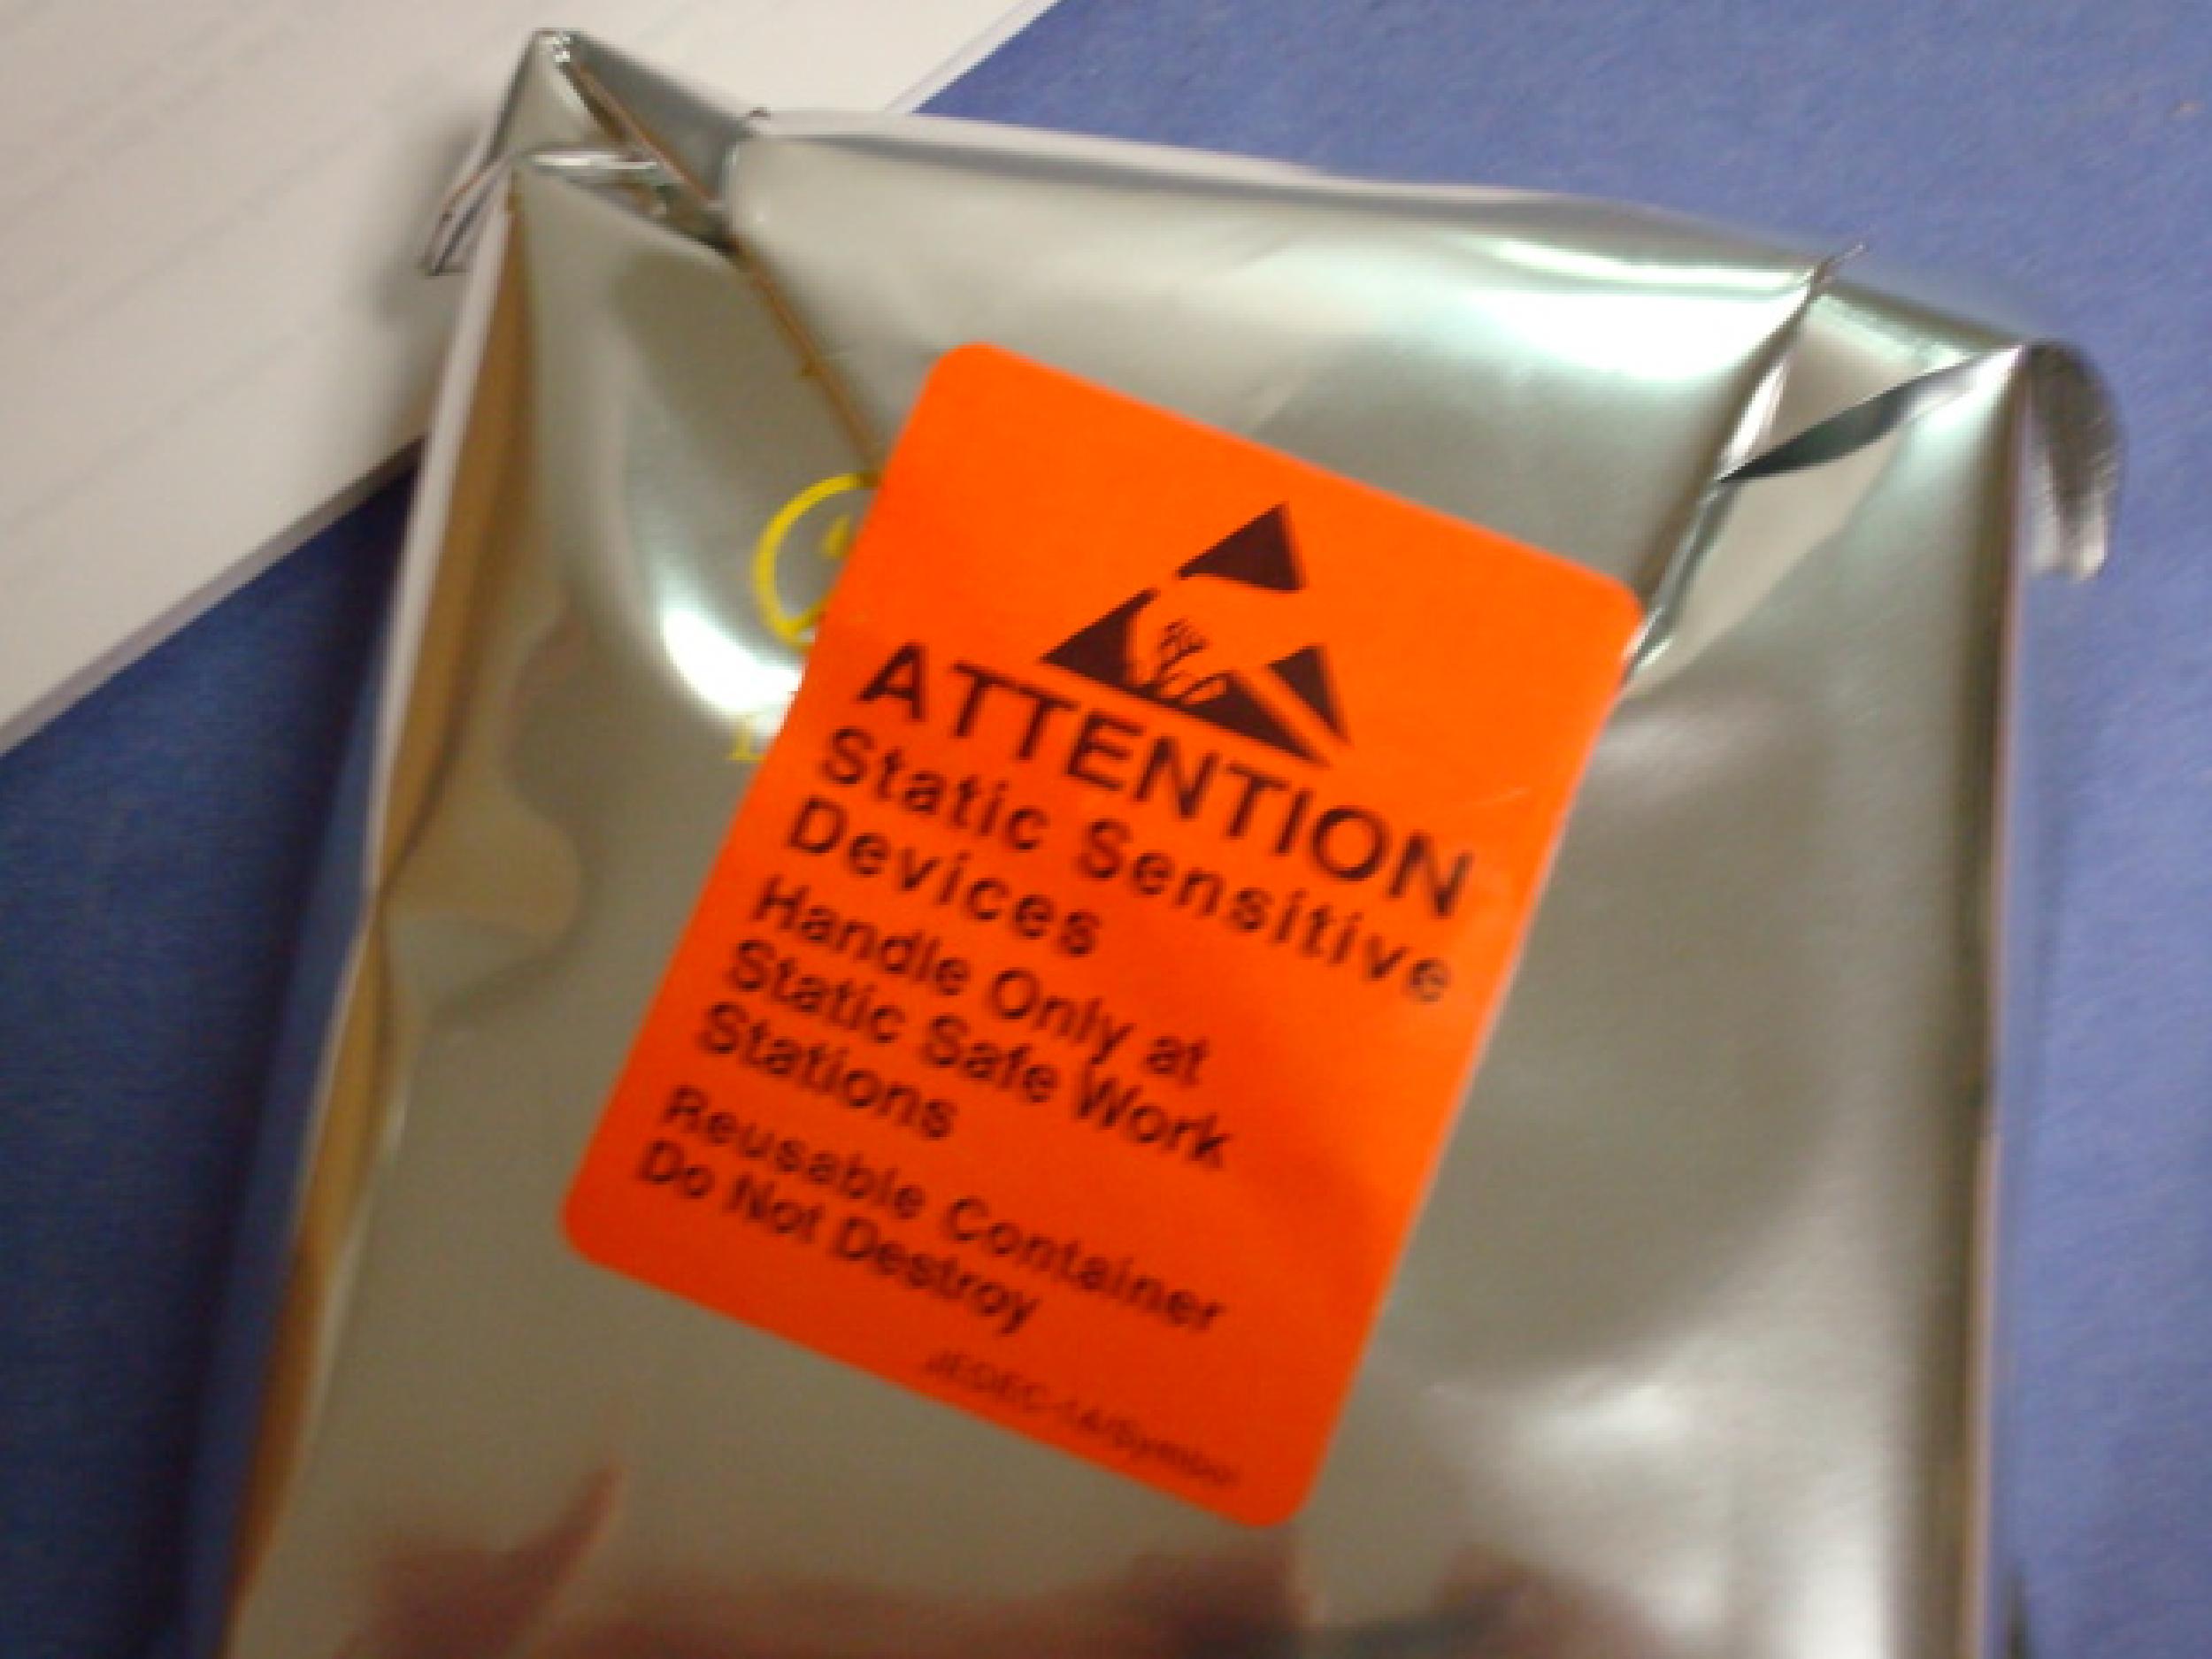 ATTENTION
Static Sensitive
Devices
Handle Only at
Static Safe Work
Stations
Reusable Container
Do Not Destroy